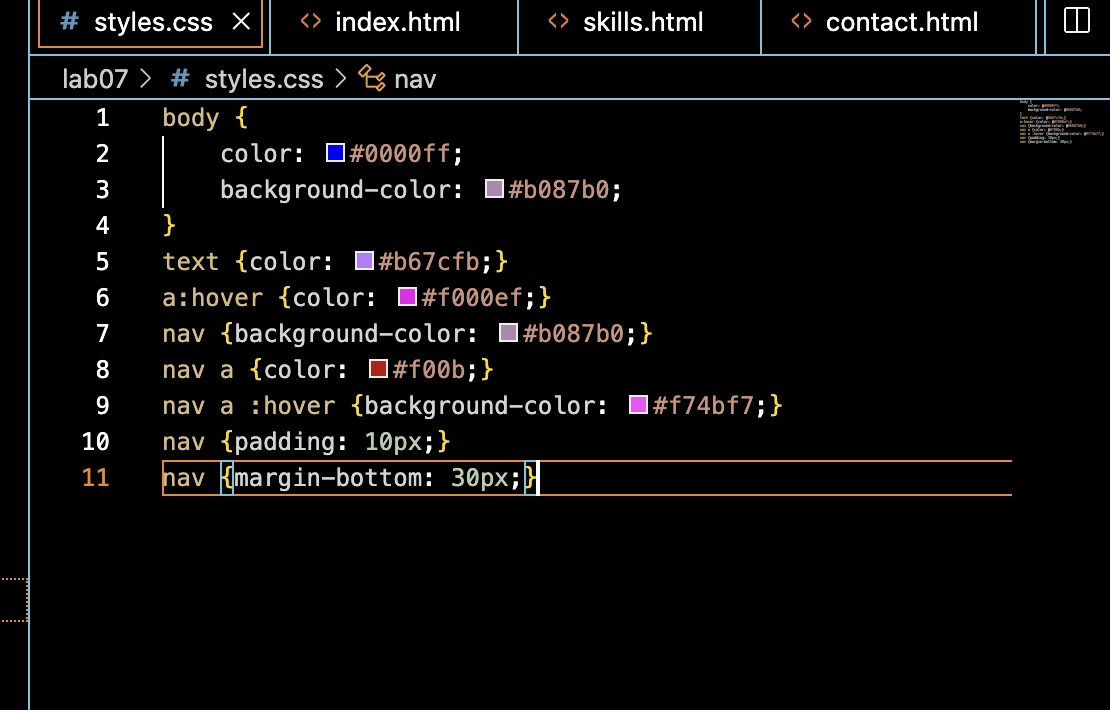 # styles.css × <> index.html <> skills.html <> contact.html
lab07 > # styles.css > nav
1 body {
2 color: #0000ff;
3 background-color: #b087b0;
4 }
5 text {color: #b67cfb;}
6 a:hover {color: #f000ef;}
7 nav {background-color: #b087b0;}
8 nav a {color: #f00b;}
9 nav a :hover {background-color: #f74bf7;}
10 nav {padding: 10px;}
11 nav {margin-bottom: 30px;}